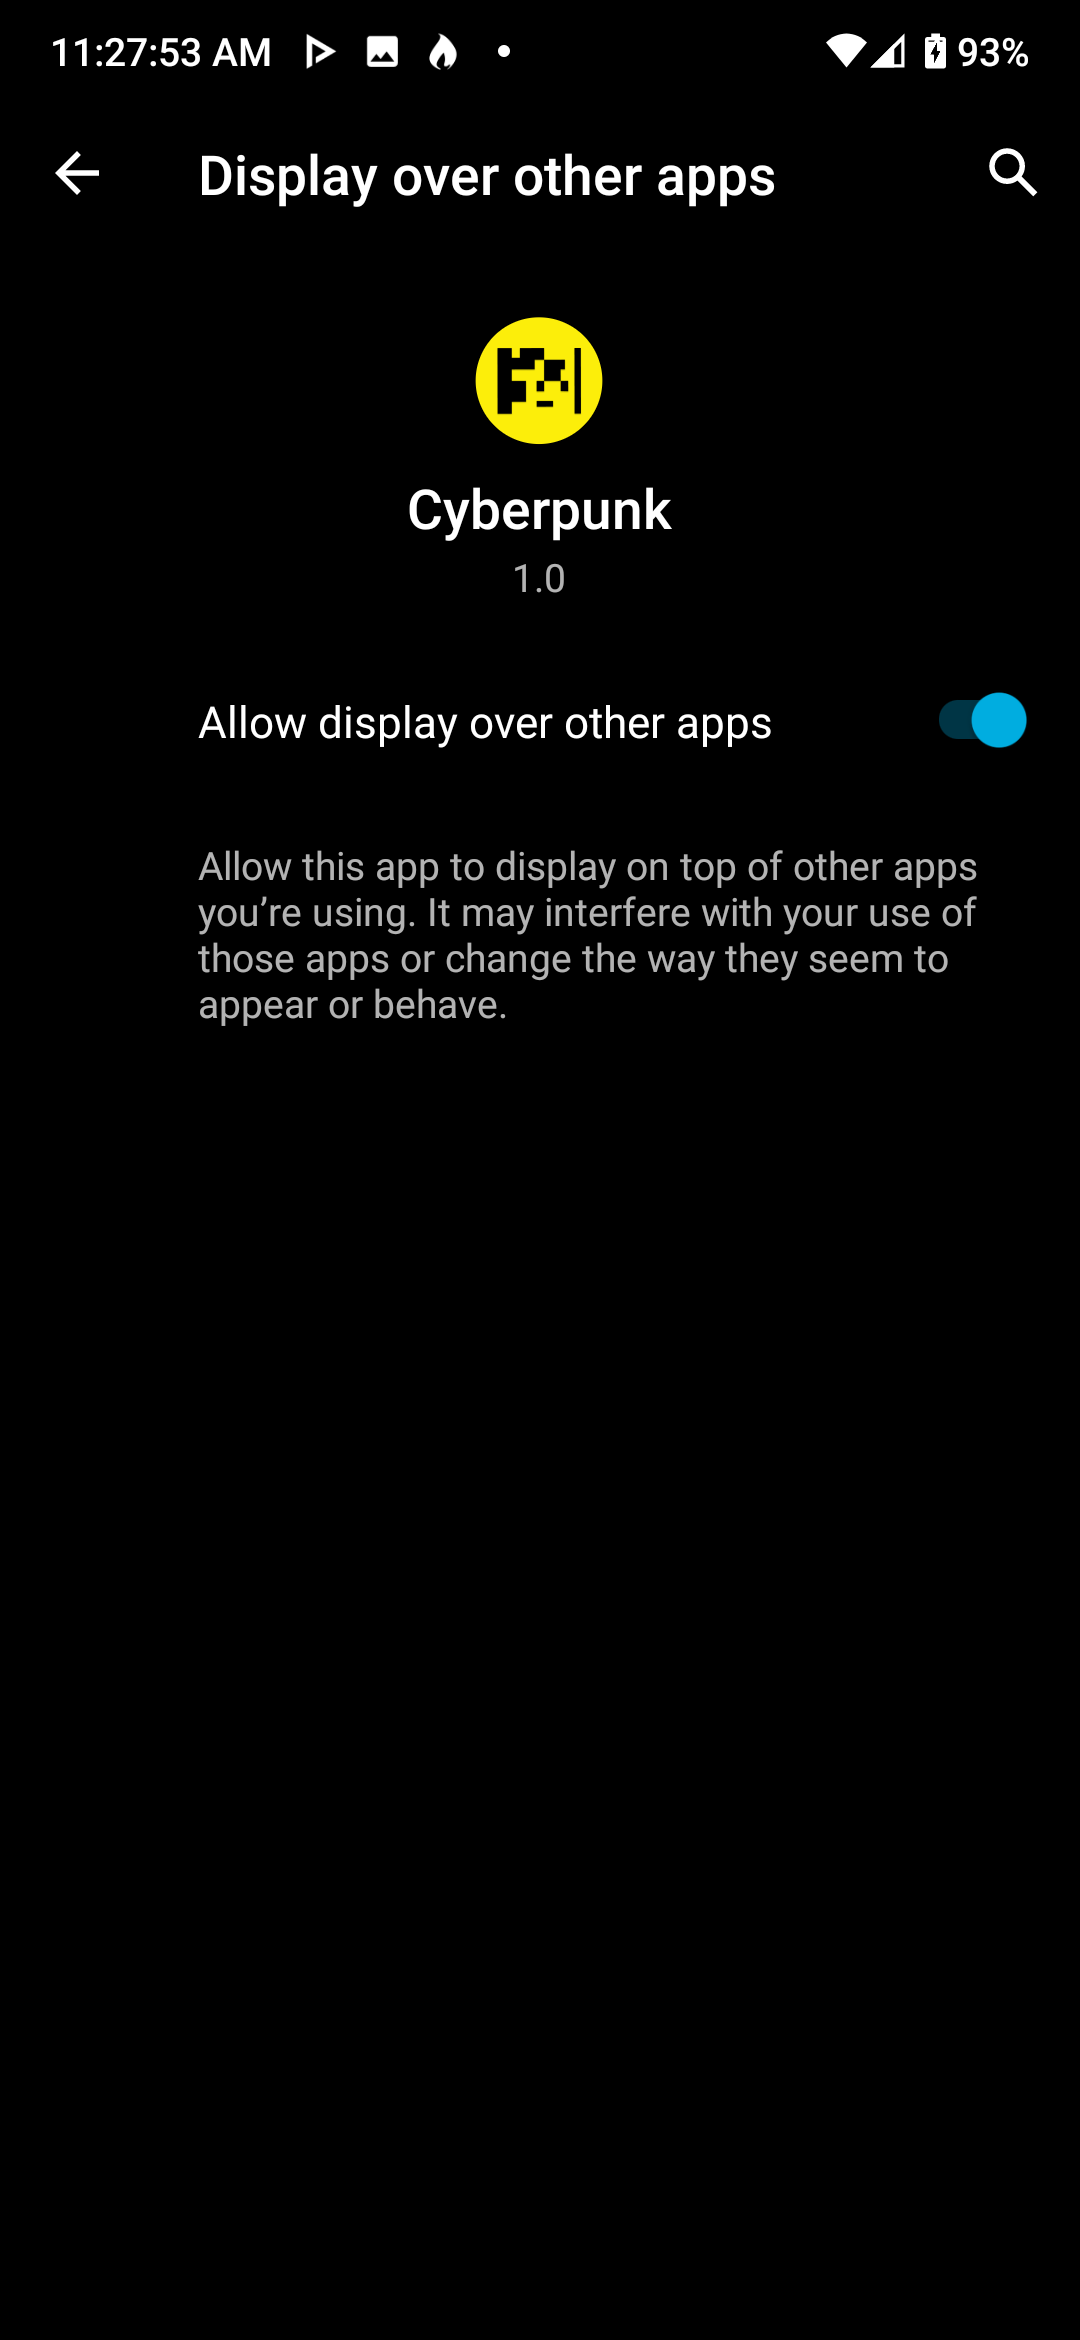 11:27:53 AM 93%
Display over other apps
Cyberpunk
1.0
Allow display over other apps
Allow this app to display on top of other apps
you’re using. It may interfere with your use of
those apps or change the way they seem to
appear or behave.